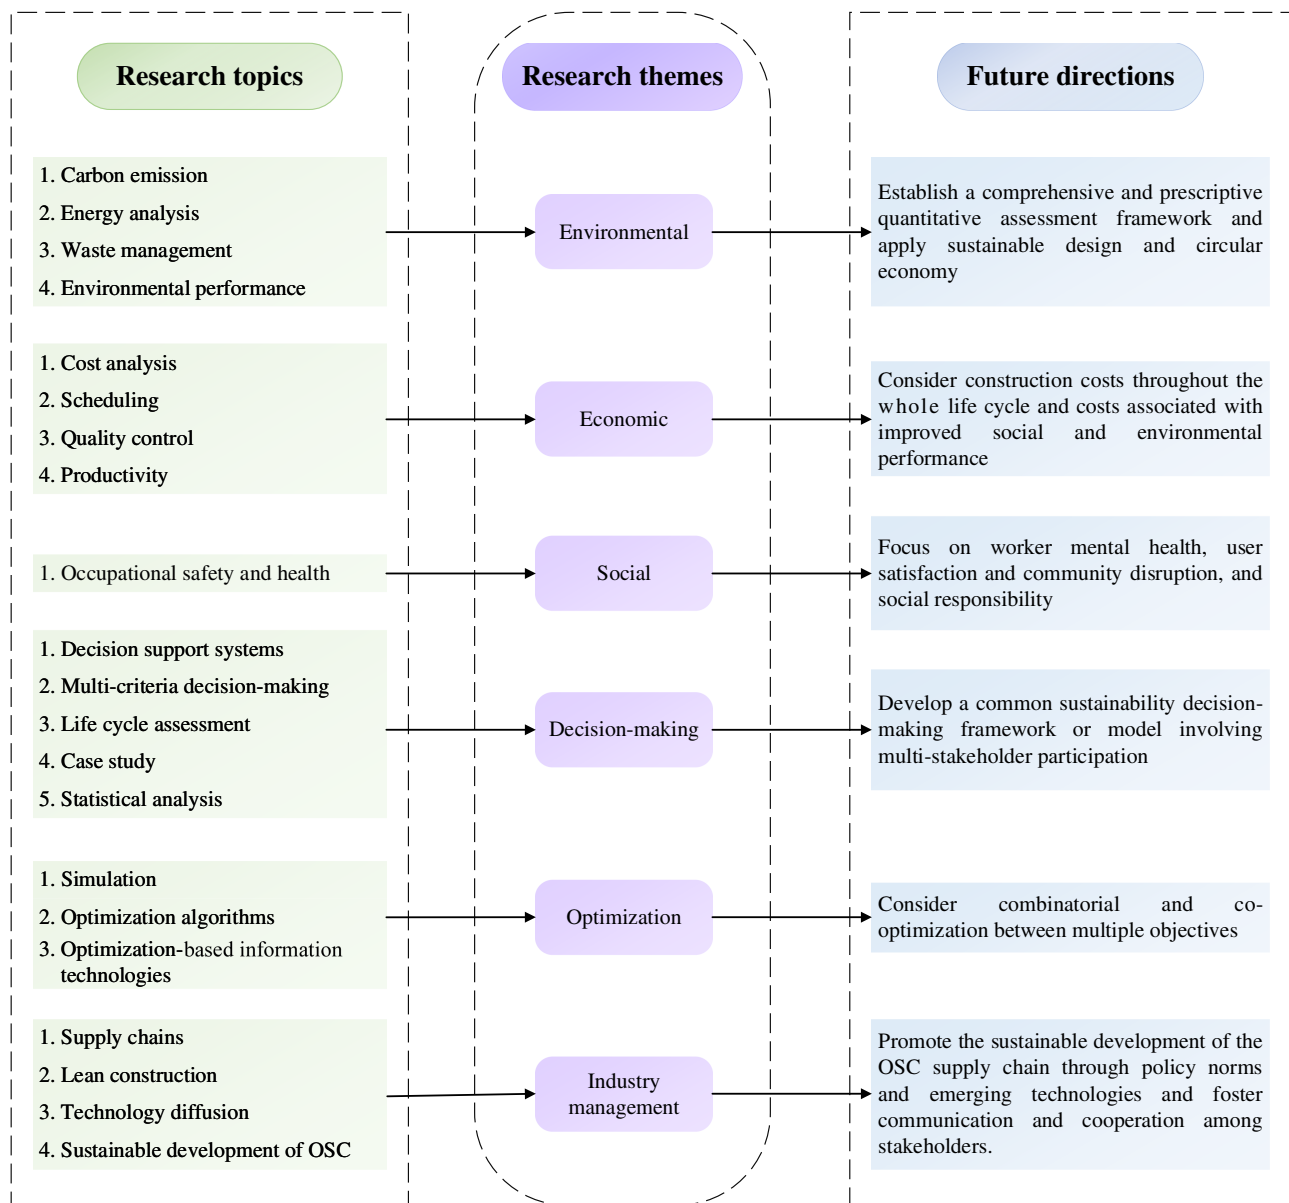 Research topics
Research themes
Future directions
1. Carbon emission
2. Energy analysis
3. Waste management
4. Environmental performance
Environmental
Establish a comprehensive and prescriptive
quantitative assessment framework and
apply sustainable design and circular
economy
1. Cost analysis
2. Scheduling
3. Quality control
4. Productivity
Economic
Consider construction costs throughout the
whole life cycle and costs associated with
improved social and environmental
performance
1. Occupational safety and health
Social
Focus on worker mental health, user
satisfaction and community disruption, and
social responsibility
1. Decision support systems
2. Multi-criteria decision-making
3. Life cycle assessment
4. Case study
5. Statistical analysis
Decision-making
Develop a common sustainability decision-
making framework or model involving
multi-stakeholder participation
1. Simulation
2. Optimization algorithms
3. Optimization-based information
technologies
Optimization
Consider combinatorial and co-
optimization between multiple objectives
1. Supply chains
2. Lean construction
3. Technology diffusion
4. Sustainable development of OSC
Industry
management
Promote the sustainable development of the
OSC supply chain through policy norms
and emerging technologies and foster
communication and cooperation among
stakeholders.